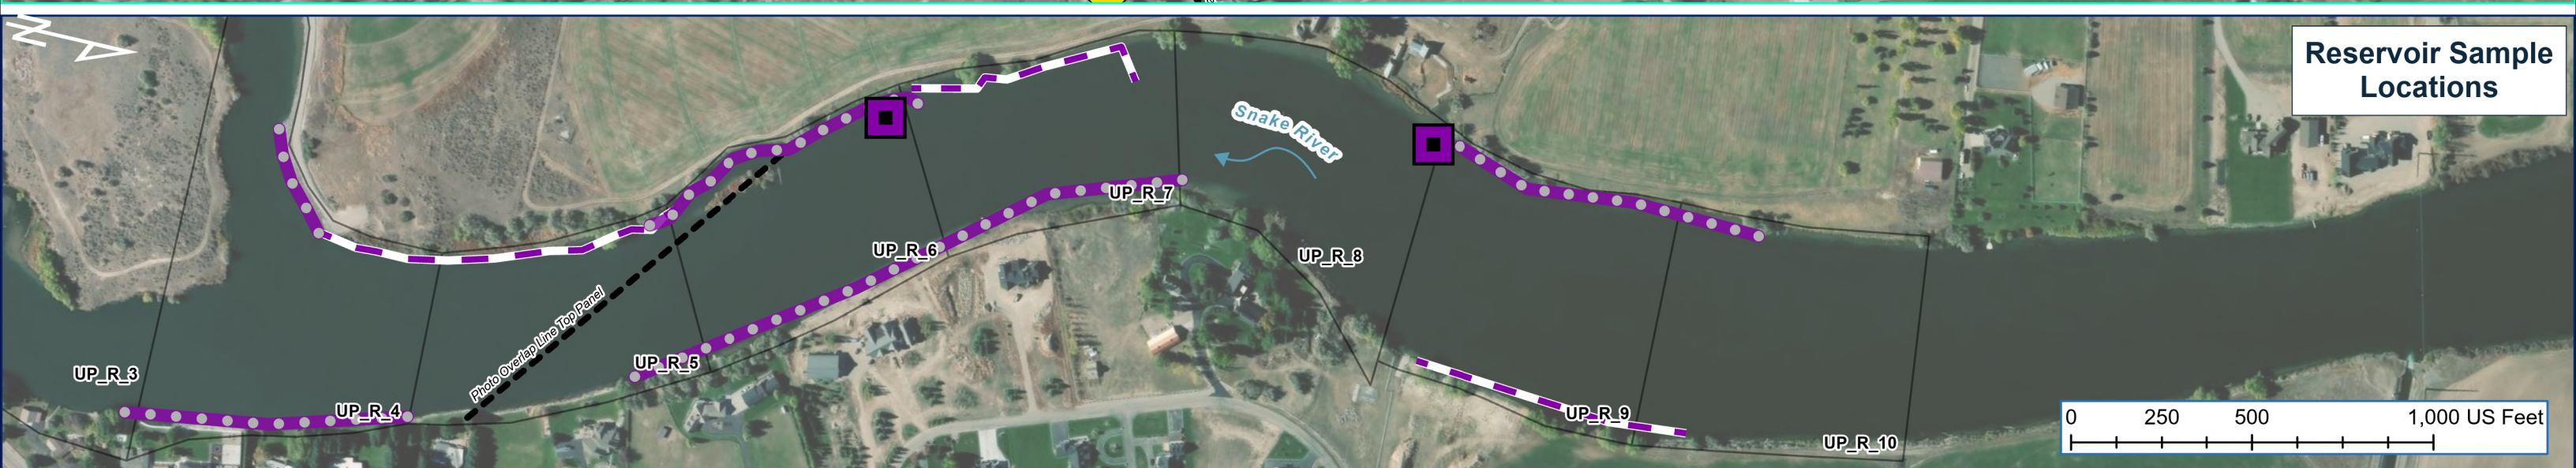 N
Reservoir Sample
Locations
Snake River
UP_R_7
UP_R_6
UP_R_8
Photo Overlap Line Top Panel
UP_R_5
UP_R_3
UP_R_4
UP_R_9
UP_R_10
0 250 500 1,000 US Feet